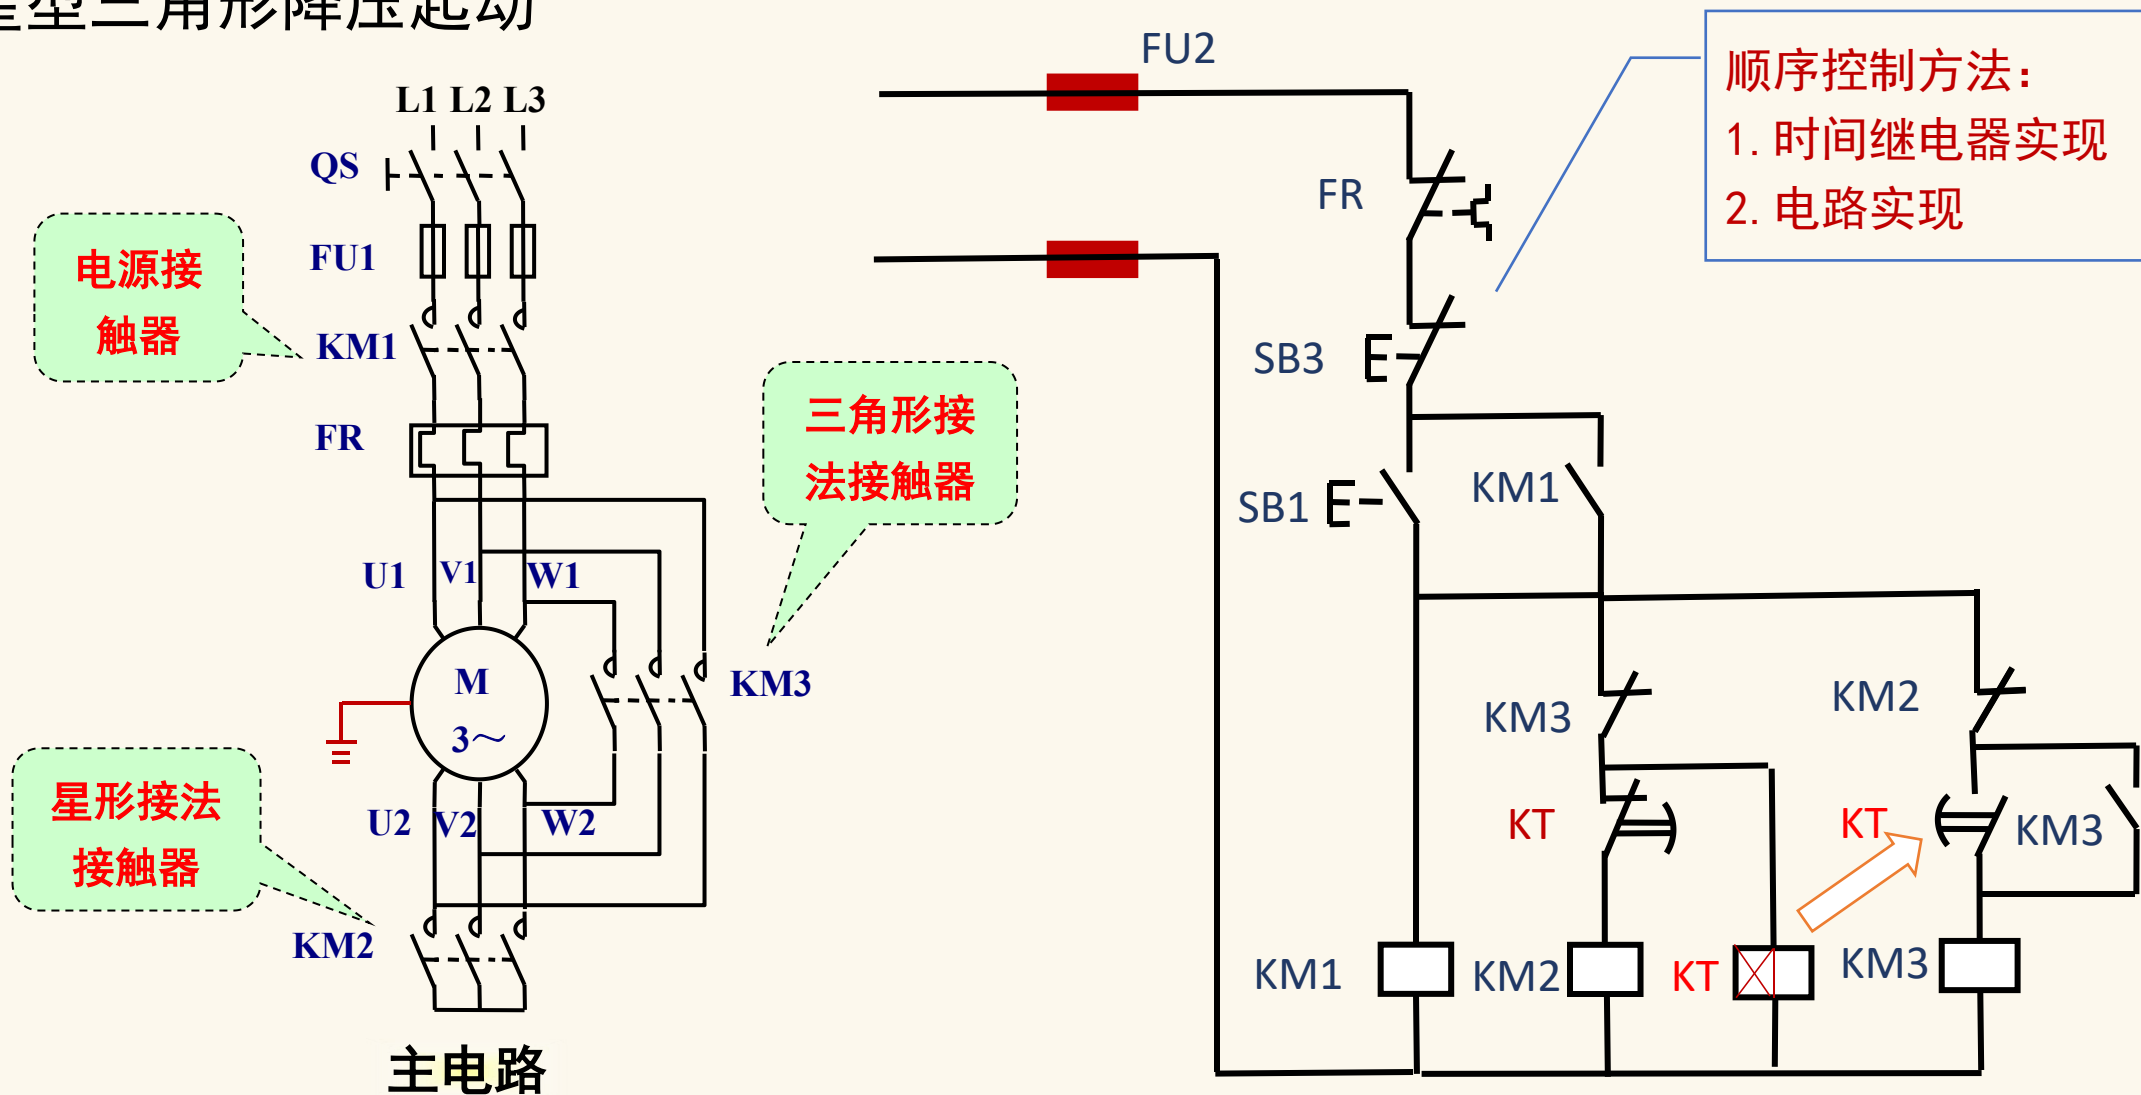 星型三角形降压起动
L1 L2 L3
QS
FU1
KM1
FR
U1 V1 W1
M
3～
KM3
U2 V2 W2
KM2
主电路
电源接
触器
三角形接
法接触器
星形接法
接触器
FU2
FR
SB3
SB1
KM1
KM3
KM2
KT
KT
KM3
KM1
KM2
KT
KM3
顺序控制方法：
1.时间继电器实现
2.电路实现